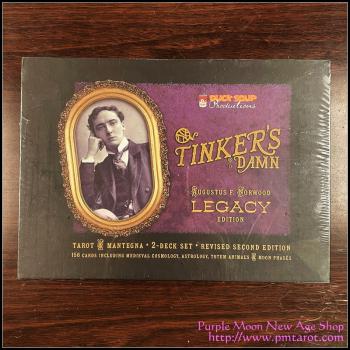 DUCK SOUP
Productions
TINKER'S
DAMN
AUGUSTUS F. NORWOOD
LEGACY
EDITION
TAROT & MANTEGNA • 2-DECK SET • REVISED SECOND EDITION
156 CARDS INCLUDING MEDIEVAL COSMOLOGY, ASTROLOGY, TOTEM ANIMALS & MOON PHASES
Purple Moon New Age Shop
http://www.pmtarot.com